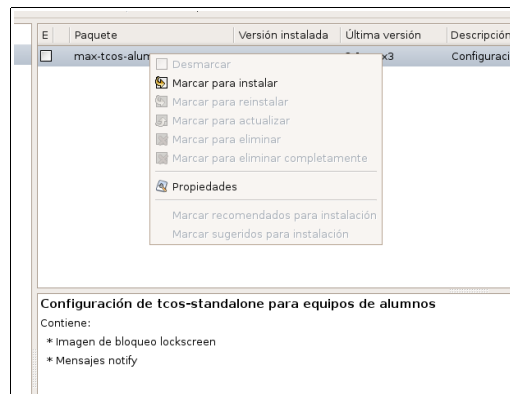 E Paquete Versión instalada Última versión Descripción
max-tcos-alum Configuraci
Desmarcar
Marcar para instalar
Marcar para reinstalar
Marcar para actualizar
Marcar para eliminar
Marcar para eliminar completamente
Propiedades
Marcar recomendados para instalación
Marcar sugeridos para instalación
Configuración de tcos-standalone para equipos de alumnos
Contiene:
* Imagen de bloqueo lockscreen
* Mensajes notify